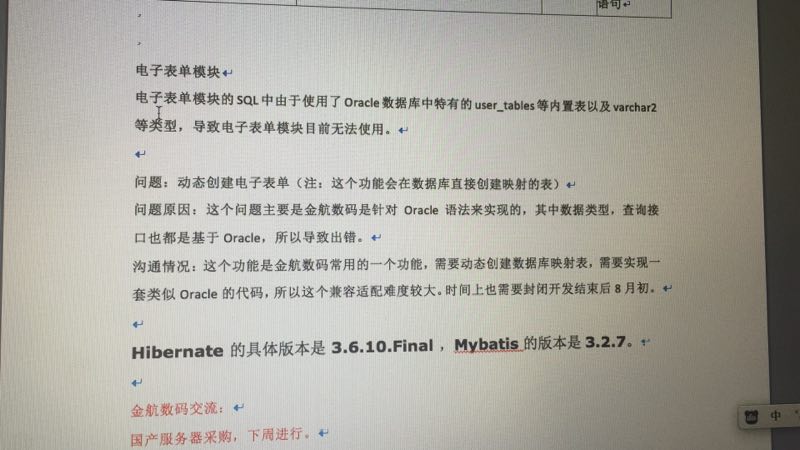 语句
电子表单模块
电子表单模块的SQL中由于使用了Oracle数据库中特有的user_tables等内置表以及varchar2
等类型，导致电子表单模块目前无法使用。
问题：动态创建电子表单（注：这个功能会在数据库直接创建映射的表）
问题原因：这个问题主要是金航数码是针对 Oracle 语法来实现的，其中数据类型，查询接
口也都是基于 Oracle，所以导致出错。
沟通情况：这个功能是金航数码常用的一个功能，需要动态创建数据库映射表，需要实现一
套类似 Oracle 的代码，所以这个兼容适配难度较大。时间上也需要封闭开发结束后 8 月初。
Hibernate 的具体版本是 3.6.10.Final ，Mybatis 的版本是 3.2.7。
金航数码交流：
国产服务器采购，下周进行。
中